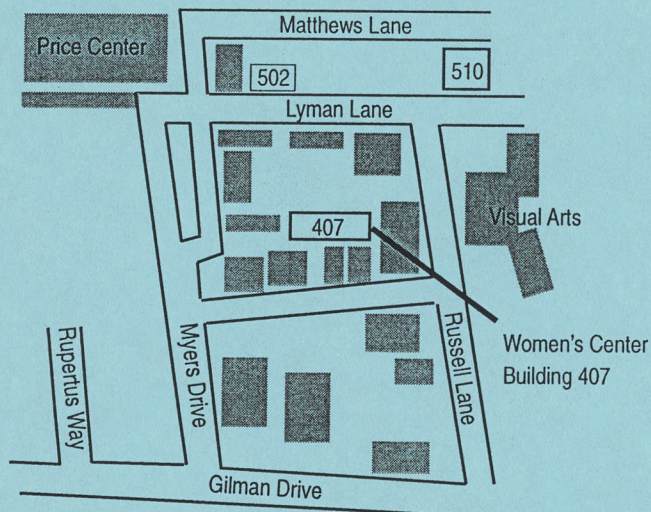 Matthews Lane
Price Center
502
510
Lyman Lane
407
Visual Arts
Women's Center
Building 407
Rupertus Way
Myers Drive
Russell Lane
Gilman Drive